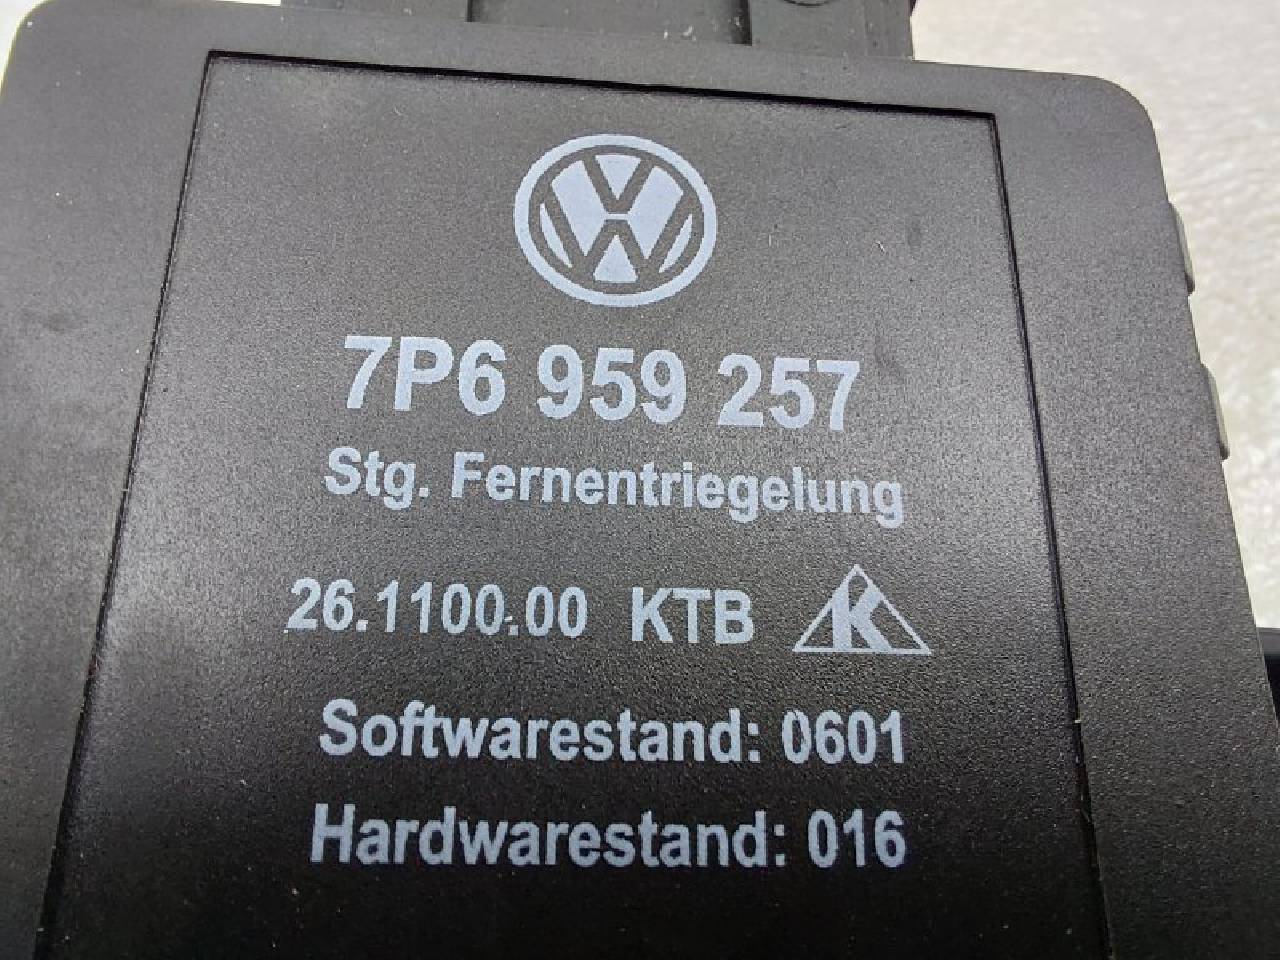 7P6 959 257
Stg. Fernentriegelung
26.1100.00 KTB K
Softwarestand: 0601
Hardwarestand: 016